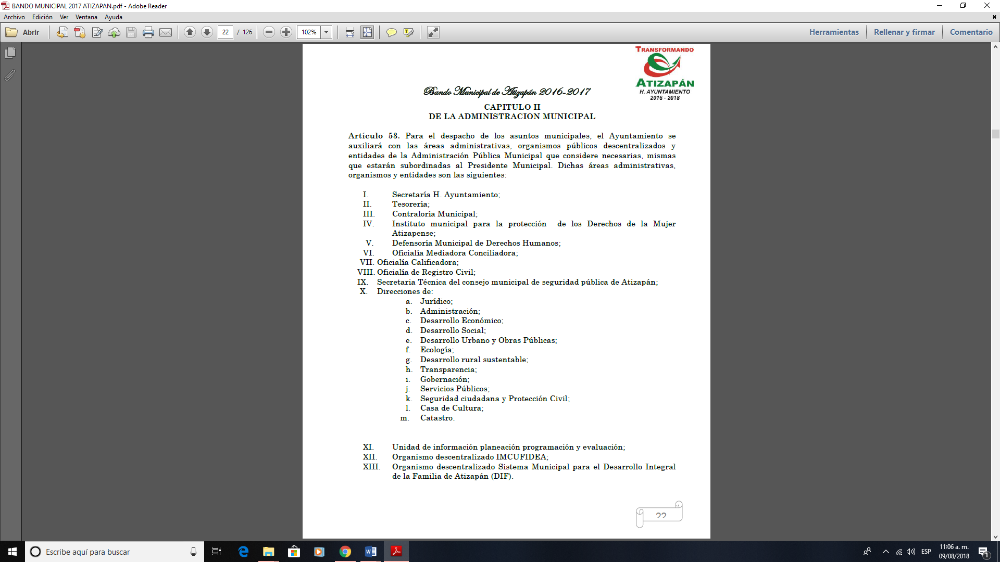 BANDO MUNICIPAL 2017 ATIZAPAN.pdf - Adobe Reader
Archivo Edición Ver Ventana Ayuda
Abrir 22 / 126 102% Herramientas Rellenar y firmar Comentario
TRANSFORMANDO
ATIZAPÁN
H. AYUNTAMIENTO
2016 - 2018
Bando Municipal de Atizapán 2016-2017
CAPITULO II
DE LA ADMINISTRACION MUNICIPAL
Artículo 53. Para el despacho de los asuntos municipales, el Ayuntamiento se
auxiliará con las áreas administrativas, organismos públicos descentralizados y
entidades de la Administración Pública Municipal que considere necesarias, mismas
que estarán subordinadas al Presidente Municipal. Dichas áreas administrativas,
organismos y entidades son las siguientes:
I. Secretaría H. Ayuntamiento;
II. Tesorería;
III. Contraloría Municipal;
IV. Instituto municipal para la protección de los Derechos de la Mujer
Atizapense;
V. Defensoría Municipal de Derechos Humanos;
VI. Oficialía Mediadora Conciliadora;
VII. Oficialía Calificadora;
VIII. Oficialía de Registro Civil;
IX. Secretaria Técnica del consejo municipal de seguridad pública de Atizapán;
X. Direcciones de:
a. Jurídico;
b. Administración;
c. Desarrollo Económico;
d. Desarrollo Social;
e. Desarrollo Urbano y Obras Públicas;
f. Ecología;
g. Desarrollo rural sustentable;
h. Transparencia;
i. Gobernación;
j. Servicios Públicos;
k. Seguridad ciudadana y Protección Civil;
l. Casa de Cultura;
m. Catastro.
XI. Unidad de información planeación programación y evaluación;
XII. Organismo descentralizado IMCUFIDEA;
XIII. Organismo descentralizado Sistema Municipal para el Desarrollo Integral
de la Familia de Atizapán (DIF).
22
Escribe aquí para buscar
ESP
11:06 a. m.
09/08/2018
1